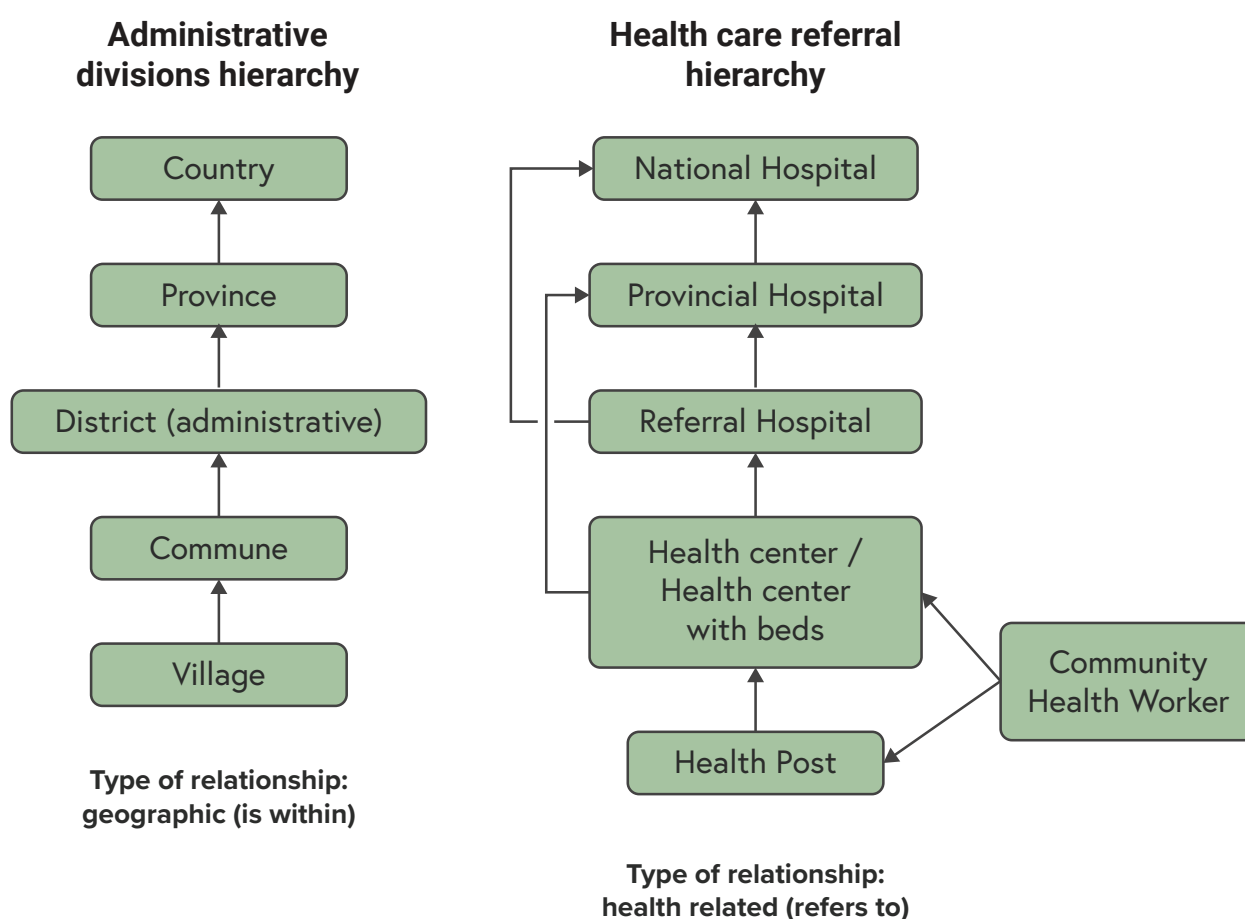 Administrative
divisions hierarchy
Country
Province
District (administrative)
Commune
Village
Type of relationship:
geographic (is within)
Health care referral
hierarchy
National Hospital
Provincial Hospital
Referral Hospital
Health center /
Health center
with beds
Community
Health Worker
Health Post
Type of relationship:
health related (refers to)